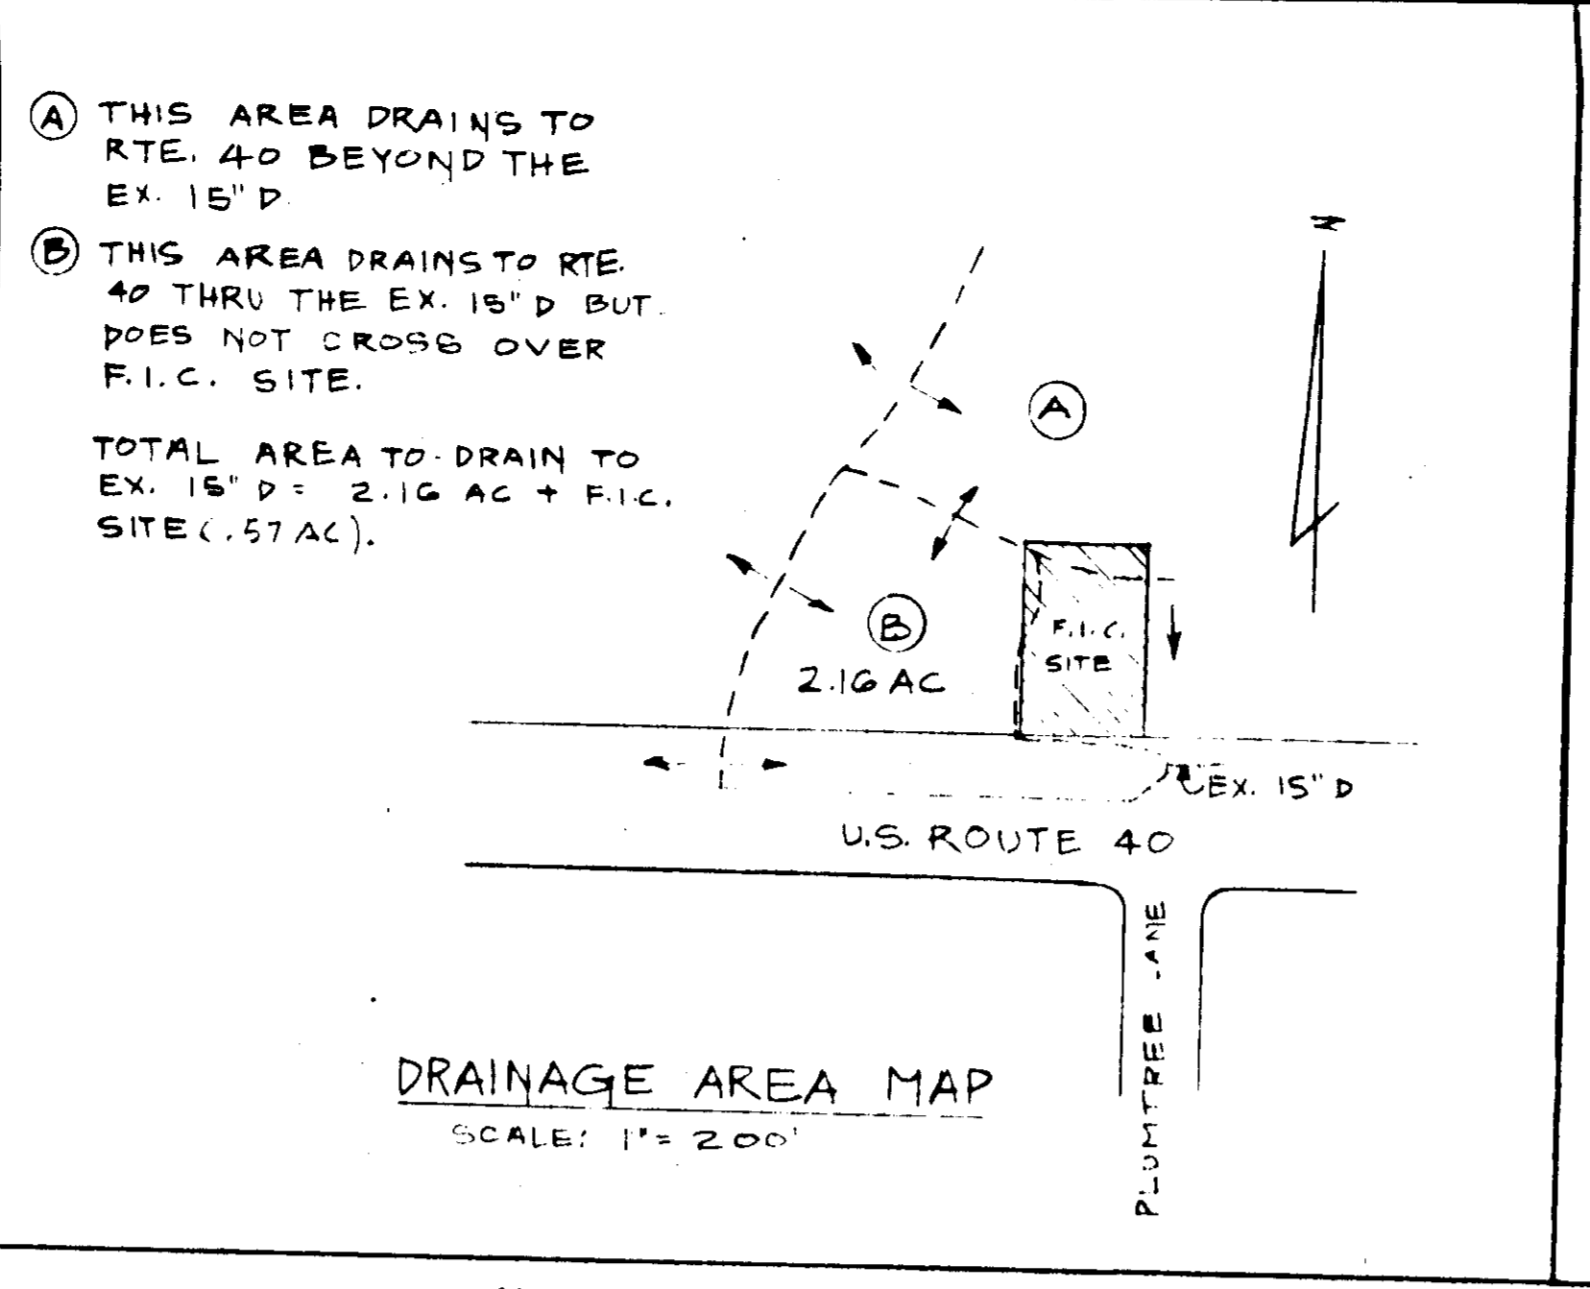 A THIS AREA DRAINS TO
RTE. 40 BEYOND THE
EX. 15" D.
B THIS AREA DRAINS TO RTE.
40 THRU THE EX. 15" D BUT
DOES NOT CROSS OVER
F.I.C. SITE.
TOTAL AREA TO DRAIN TO
EX. 15" D = 2.16 AC + F.I.C.
SITE (.57 AC).
N
A
B
2.16 AC
F.I.C.
SITE
EX. 15" D
U.S. ROUTE 40
PLUMTREE LANE
DRAINAGE AREA MAP
SCALE: 1" = 200'